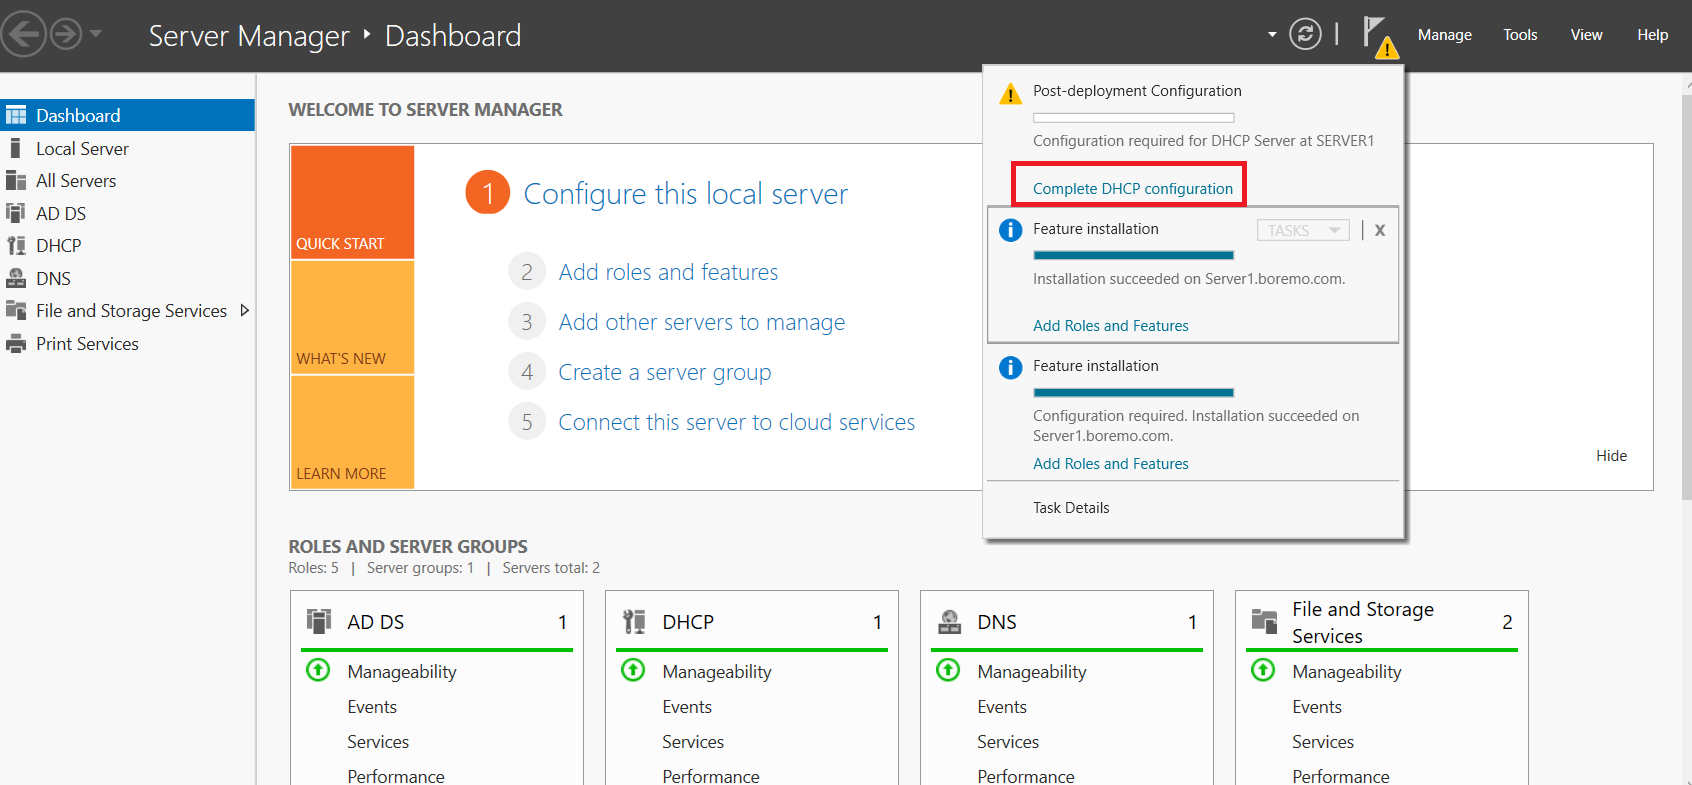 Server Manager ‣ Dashboard
Manage Tools View Help
Dashboard
Local Server
All Servers
AD DS
DHCP
DNS
File and Storage Services
Print Services
WELCOME TO SERVER MANAGER
QUICK START
WHAT'S NEW
LEARN MORE
1 Configure this local server
2 Add roles and features
3 Add other servers to manage
4 Create a server group
5 Connect this server to cloud services
Hide
Post-deployment Configuration
Configuration required for DHCP Server at SERVER1
Complete DHCP configuration
Feature installation TASKS X
Installation succeeded on Server1.boremo.com.
Add Roles and Features
Feature installation
Configuration required. Installation succeeded on
Server1.boremo.com.
Add Roles and Features
Task Details
ROLES AND SERVER GROUPS
Roles: 5 | Server groups: 1 | Servers total: 2
AD DS 1
Manageability
Events
Services
Performance
DHCP 1
Manageability
Events
Services
Performance
DNS 1
Manageability
Events
Services
Performance
File and Storage
Services 2
Manageability
Events
Services
Performance